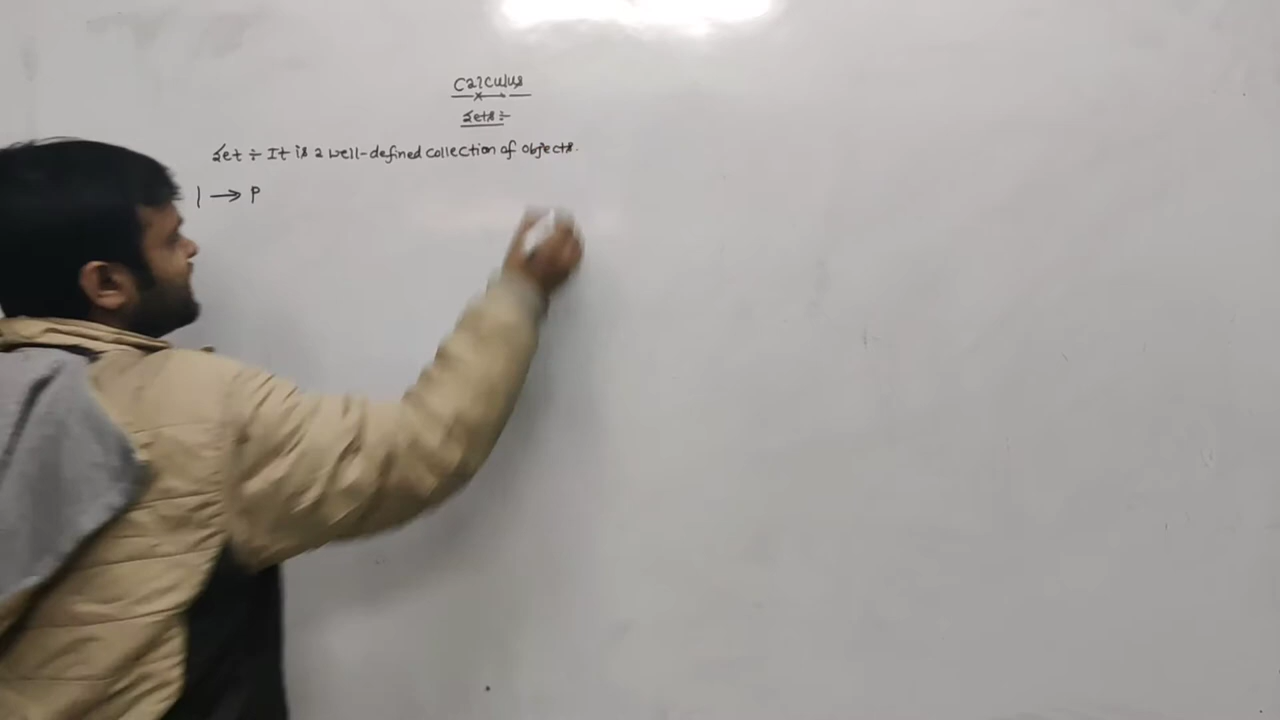 Calculus
Sets :-
Set :- It is a well-defined collection of objects.
1 → P